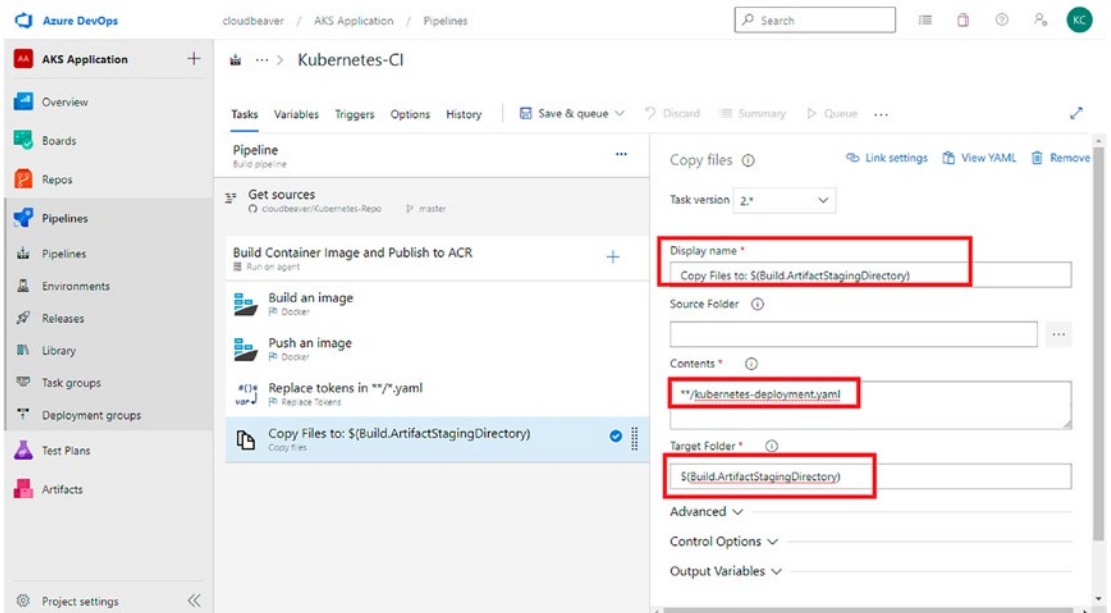 Azure DevOps
cloudbeaver / AKS Application / Pipelines
Search
KC
AA AKS Application +
Overview
Boards
Repos
Pipelines
Pipelines
Environments
Releases
Library
Task groups
Deployment groups
Test Plans
Artifacts
Project settings
··· > Kubernetes-CI
Tasks Variables Triggers Options History Save & queue Discard Summary Queue ...
Pipeline ...
Build pipeline
Get sources
cloudbeaver/Kubernetes-Repo master
Build Container Image and Publish to ACR +
Run on agent
Build an image
Docker
Push an image
Docker
Replace tokens in **/*.yaml
Replace Tokens
Copy Files to: $(Build.ArtifactStagingDirectory)
Copy files
Copy files Link settings View YAML Remove
Task version 2.*
Display name *
Copy Files to: $(Build.ArtifactStagingDirectory)
Source Folder
...
Contents *
**/kubernetes-deployment.yaml
Target Folder *
$(Build.ArtifactStagingDirectory)
Advanced
Control Options
Output Variables